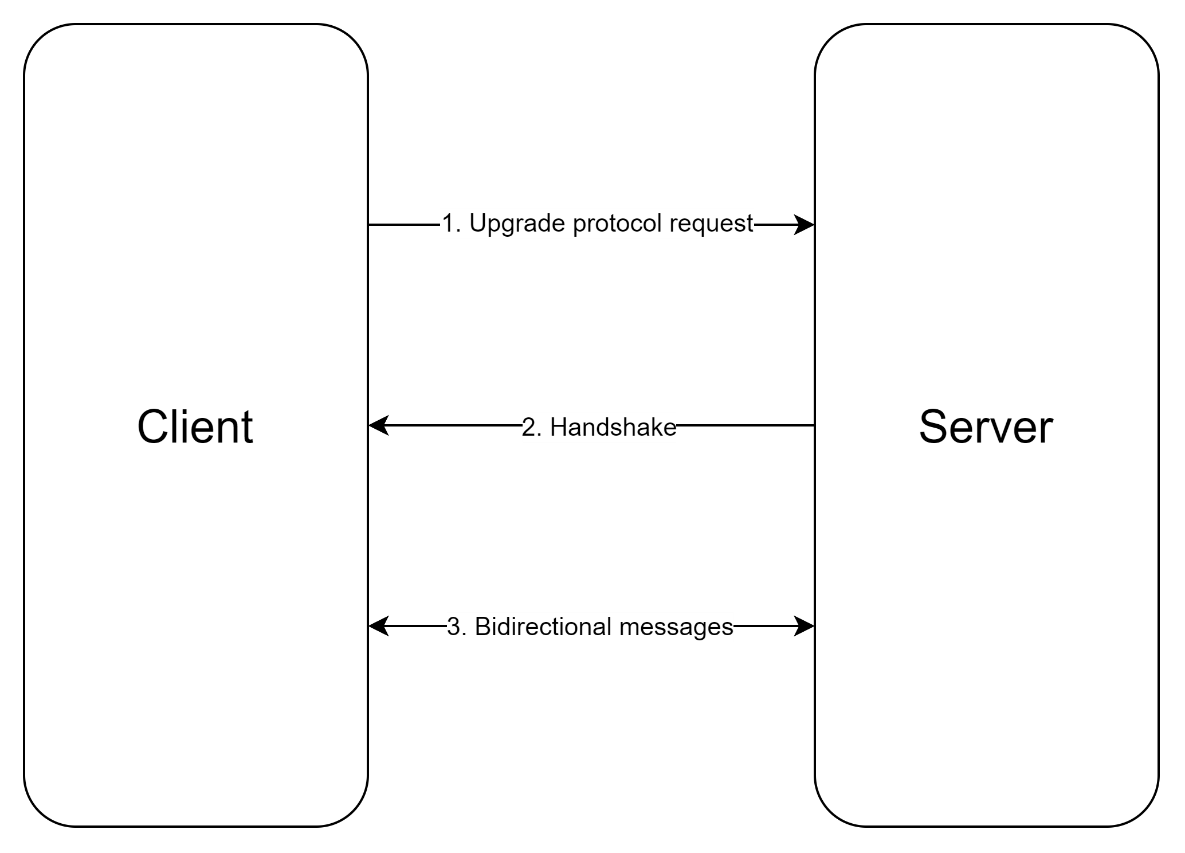 1. Upgrade protocol request
Client
2. Handshake
Server
3. Bidirectional messages